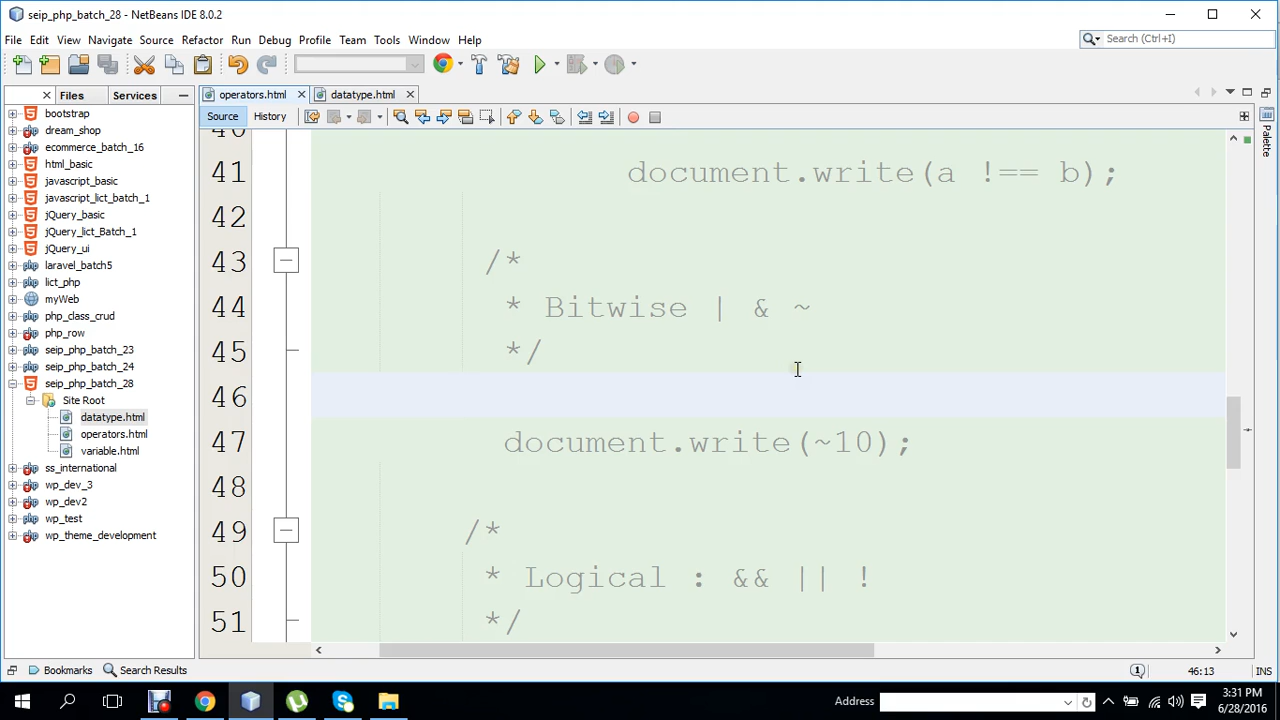 seip_php_batch_28 - NetBeans IDE 8.0.2
File Edit View Navigate Source Refactor Run Debug Profile Team Tools Window Help
Search (Ctrl+I)
Files Services
operators.html datatype.html
Source History
bootstrap
dream_shop
ecommerce_batch_16
html_basic
javascript_basic
javascript_lict_batch_1
jQuery_basic
jQuery_lict_Batch_1
jQuery_ui
laravel_batch5
lict_php
myWeb
php_class_crud
php_row
seip_php_batch_23
seip_php_batch_24
seip_php_batch_28
Site Root
datatype.html
operators.html
variable.html
ss_international
wp_dev_3
wp_dev2
wp_test
wp_theme_development
40
41 document.write(a !== b);
42
43 /*
44 * Bitwise | & ~
45 */
46
47 document.write(~10);
48
49 /*
50 * Logical : && || !
51 */
Palette
Bookmarks Search Results
1 46:13 INS
Address
3:31 PM
6/28/2016